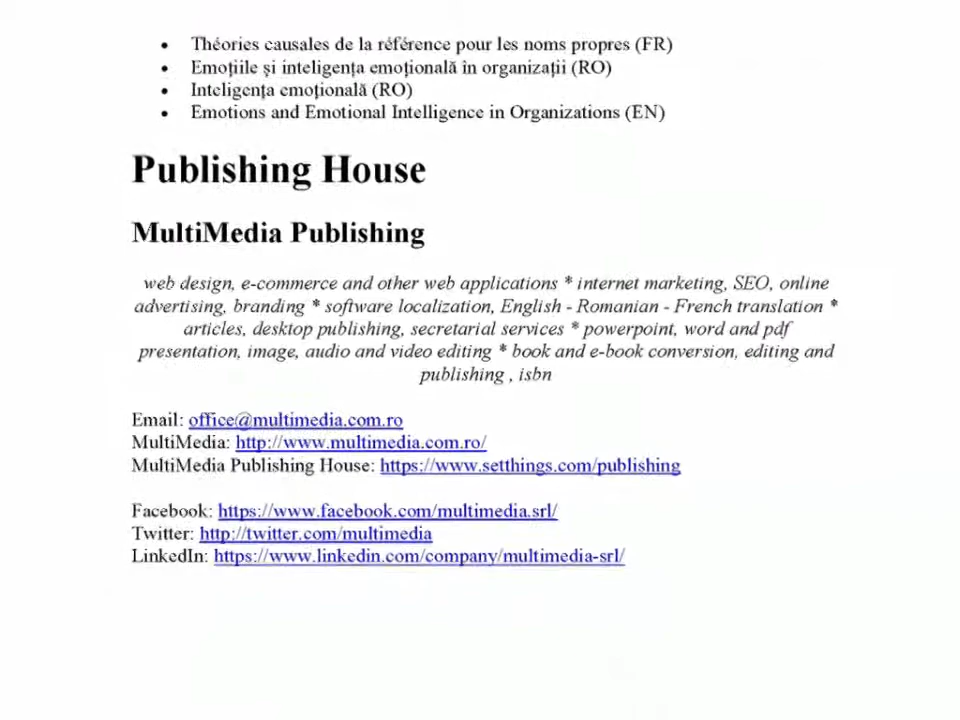 • Théories causales de la référence pour les noms propres (FR)
• Emoțiile și inteligența emoțională în organizații (RO)
• Inteligența emoțională (RO)
• Emotions and Emotional Intelligence in Organizations (EN)
Publishing House
MultiMedia Publishing
web design, e-commerce and other web applications * internet marketing, SEO, online
advertising, branding * software localization, English - Romanian - French translation *
articles, desktop publishing, secretarial services * powerpoint, word and pdf
presentation, image, audio and video editing * book and e-book conversion, editing and
publishing , isbn
Email: office@multimedia.com.ro
MultiMedia: http://www.multimedia.com.ro/
MultiMedia Publishing House: https://www.setthings.com/publishing
Facebook: https://www.facebook.com/multimedia.srl/
Twitter: http://twitter.com/multimedia
LinkedIn: https://www.linkedin.com/company/multimedia-srl/